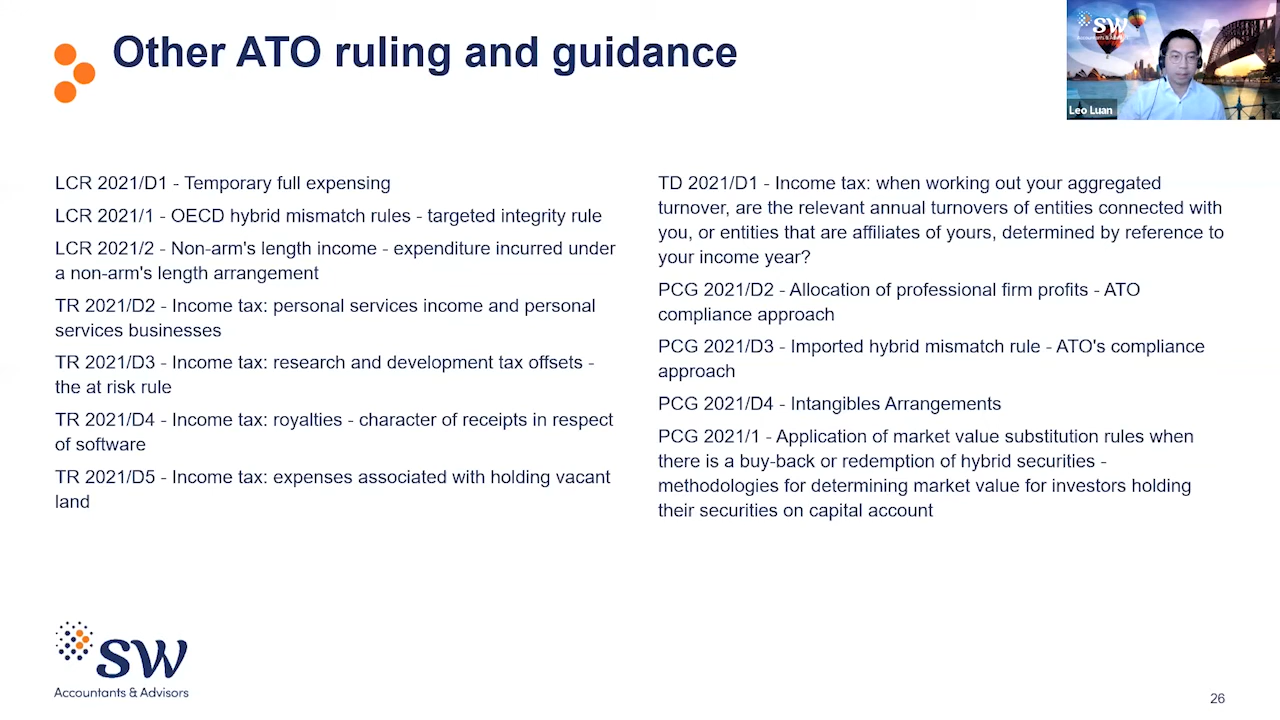 Other ATO ruling and guidance
SW
Accountants & Advisors
Leo Luan
LCR 2021/D1 - Temporary full expensing
LCR 2021/1 - OECD hybrid mismatch rules - targeted integrity rule
LCR 2021/2 - Non-arm's length income - expenditure incurred under
a non-arm's length arrangement
TR 2021/D2 - Income tax: personal services income and personal
services businesses
TR 2021/D3 - Income tax: research and development tax offsets -
the at risk rule
TR 2021/D4 - Income tax: royalties - character of receipts in respect
of software
TR 2021/D5 - Income tax: expenses associated with holding vacant
land
TD 2021/D1 - Income tax: when working out your aggregated
turnover, are the relevant annual turnovers of entities connected with
you, or entities that are affiliates of yours, determined by reference to
your income year?
PCG 2021/D2 - Allocation of professional firm profits - ATO
compliance approach
PCG 2021/D3 - Imported hybrid mismatch rule - ATO's compliance
approach
PCG 2021/D4 - Intangibles Arrangements
PCG 2021/1 - Application of market value substitution rules when
there is a buy-back or redemption of hybrid securities -
methodologies for determining market value for investors holding
their securities on capital account
SW
Accountants & Advisors
26